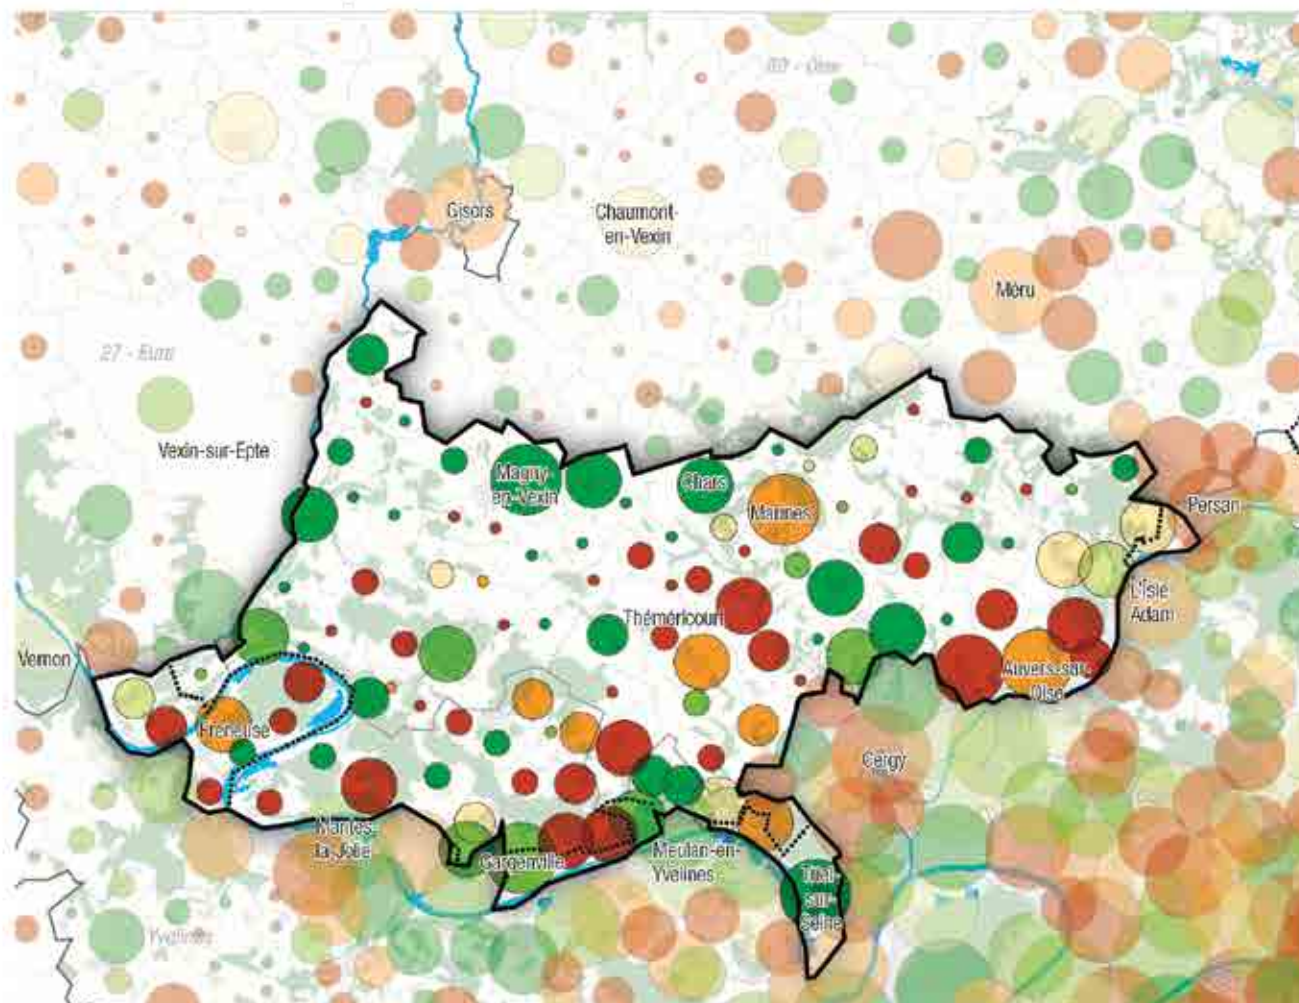 60 - Oise
Gisors
Chaumont-
en-Vexin
Méru
27 - Eure
Vexin-sur-Epte
Magny-
en-Vexin
Chars
Marines
Persan
L'Isle
Adam
Théméricourt
Vernon
Auvers-sur-
Oise
Freneuse
Cergy
Mantes-
la-Jolie
Gargenville
Meulan-en-
Yvelines
Triel-
sur-
Seine
Yvelines